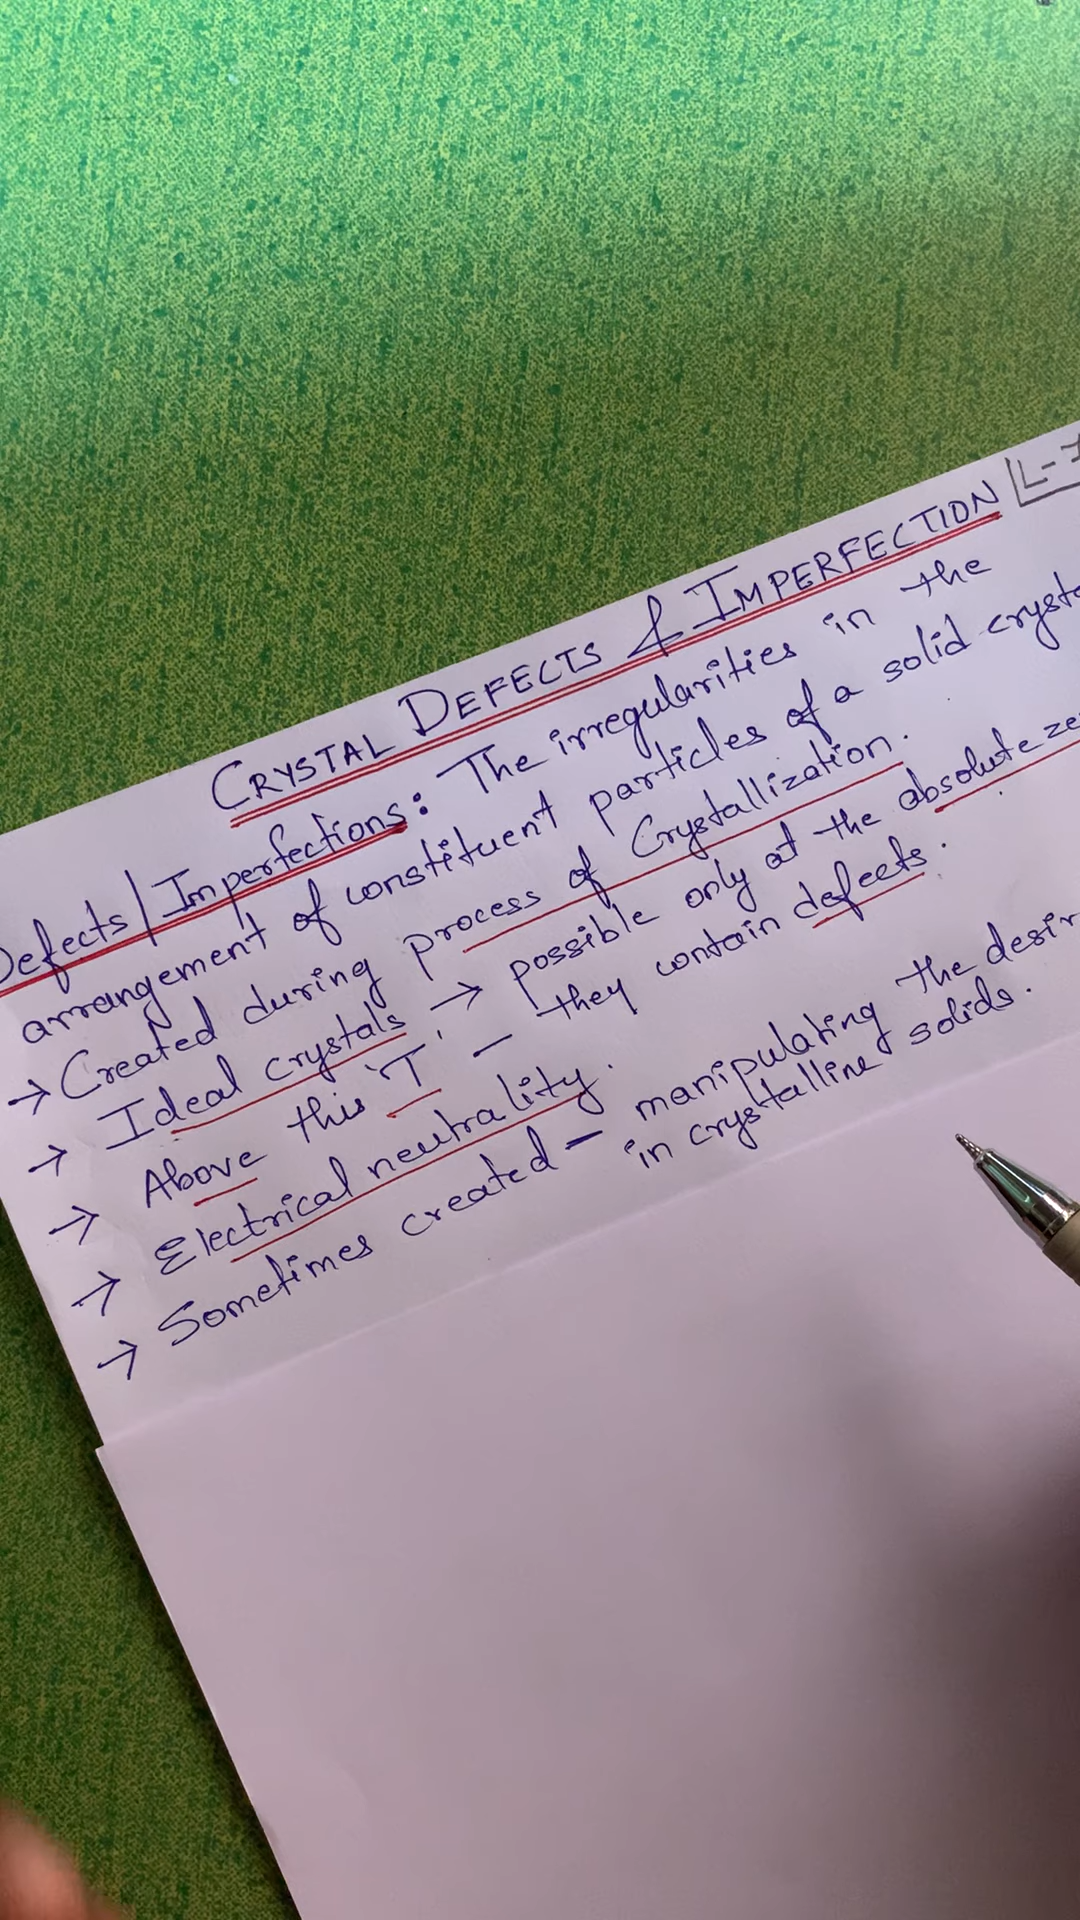 L-
CRYSTAL DEFECTS & IMPERFECTION
Defects/Imperfections: The irregularities in the
arrangement of constituent particles of a solid
→ Created during process of Crystallization.
→ Ideal crystals → possible only at the absolute
→ Above this 'T' - they contain defects.
→ Electrical neutrality.
→ Sometimes created - manipulating the
in crystalline solids.